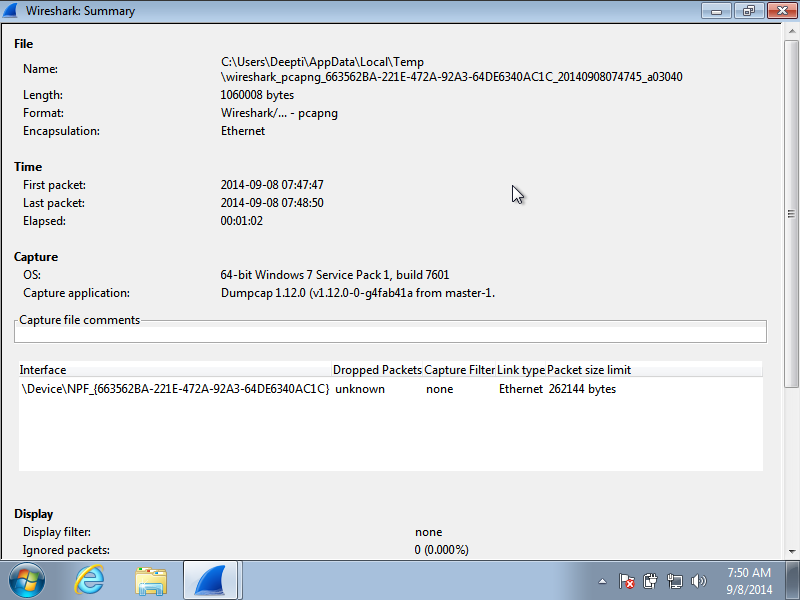 Wireshark: Summary
File
Name: C:\Users\Deepti\AppData\Local\Temp
\wireshark_pcapng_663562BA-221E-472A-92A3-64DE6340AC1C_20140908074745_a03040
Length: 1060008 bytes
Format: Wireshark/... - pcapng
Encapsulation: Ethernet
Time
First packet: 2014-09-08 07:47:47
Last packet: 2014-09-08 07:48:50
Elapsed: 00:01:02
Capture
OS: 64-bit Windows 7 Service Pack 1, build 7601
Capture application: Dumpcap 1.12.0 (v1.12.0-0-g4fab41a from master-1.
Capture file comments
Interface Dropped Packets Capture Filter Link type Packet size limit
\Device\NPF_{663562BA-221E-472A-92A3-64DE6340AC1C} unknown none Ethernet 262144 bytes
Display
Display filter: none
Ignored packets: 0 (0.000%)
7:50 AM
9/8/2014